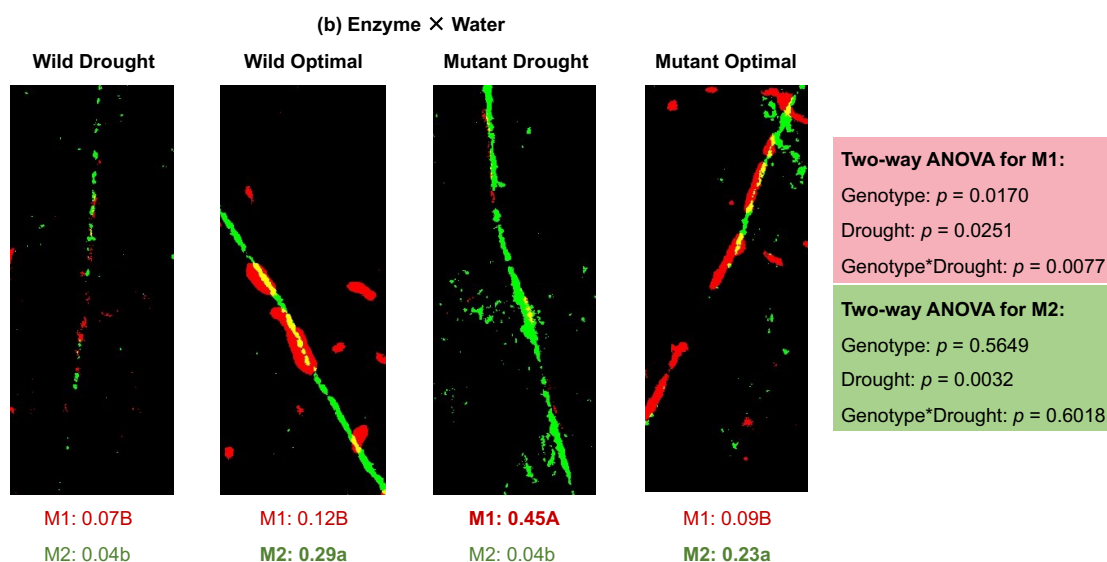 (b) Enzyme × Water
Wild Drought
Wild Optimal
Mutant Drought
Mutant Optimal
Two-way ANOVA for M1:
Genotype: p = 0.0170
Drought: p = 0.0251
Genotype*Drought: p = 0.0077
Two-way ANOVA for M2:
Genotype: p = 0.5649
Drought: p = 0.0032
Genotype*Drought: p = 0.6018
M1: 0.07B
M1: 0.12B
M1: 0.45A
M1: 0.09B
M2: 0.04b
M2: 0.29a
M2: 0.04b
M2: 0.23a